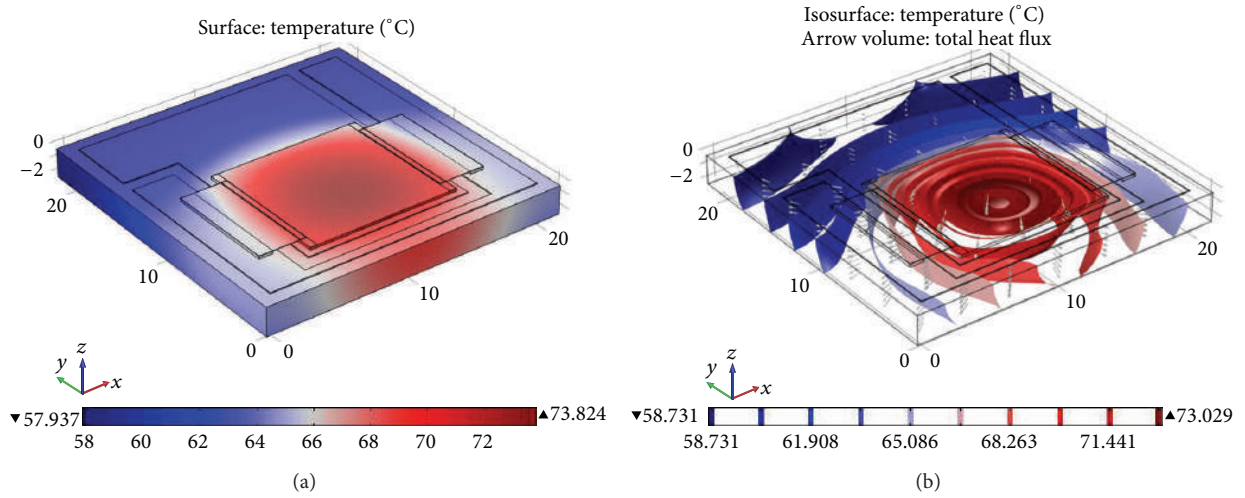 Surface: temperature (°C)
0
−2
20
10
0 0
10
20
y z x
▼57.937
▲73.824
58 60 62 64 66 68 70 72
(a)
Isosurface: temperature (°C)
Arrow volume: total heat flux
0
−2
20
10
0 0
10
20
y z x
▼58.731
▲73.029
58.731 61.908 65.086 68.263 71.441
(b)